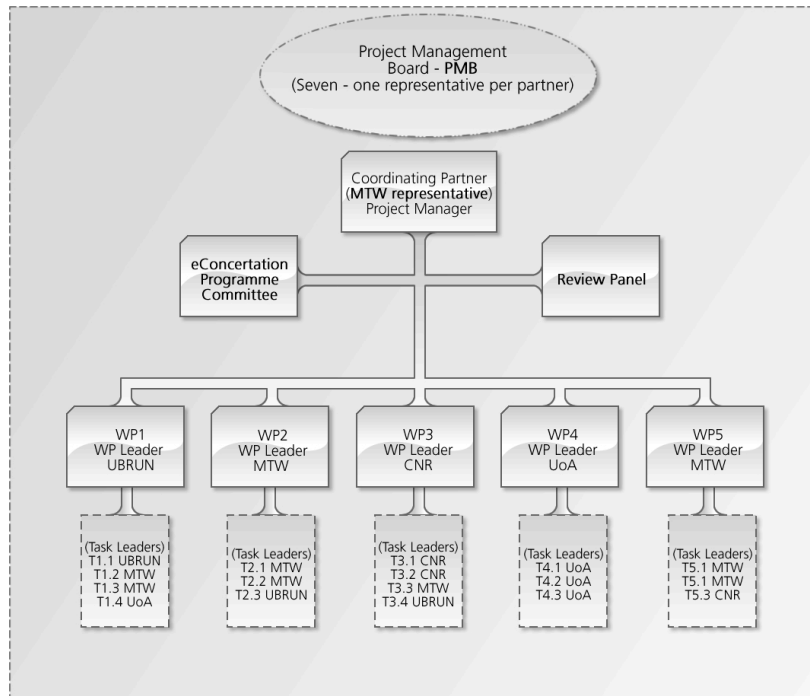 Project Management
Board - PMB
(Seven - one representative per partner)
Coordinating Partner
(MTW representative)
Project Manager
eConcertation
Programme
Committee
Review Panel
WP1
WP Leader
UBRUN
WP2
WP Leader
MTW
WP3
WP Leader
CNR
WP4
WP Leader
UoA
WP5
WP Leader
MTW
(Task Leaders)
T1.1 UBRUN
T1.2 MTW
T1.3 MTW
T1.4 UoA
(Task Leaders)
T2.1 MTW
T2.2 MTW
T2.3 UBRUN
(Task Leaders)
T3.1 CNR
T3.2 CNR
T3.3 MTW
T3.4 UBRUN
(Task Leaders)
T4.1 UoA
T4.2 UoA
T4.3 UoA
(Task Leaders)
T5.1 MTW
T5.1 MTW
T5.3 CNR